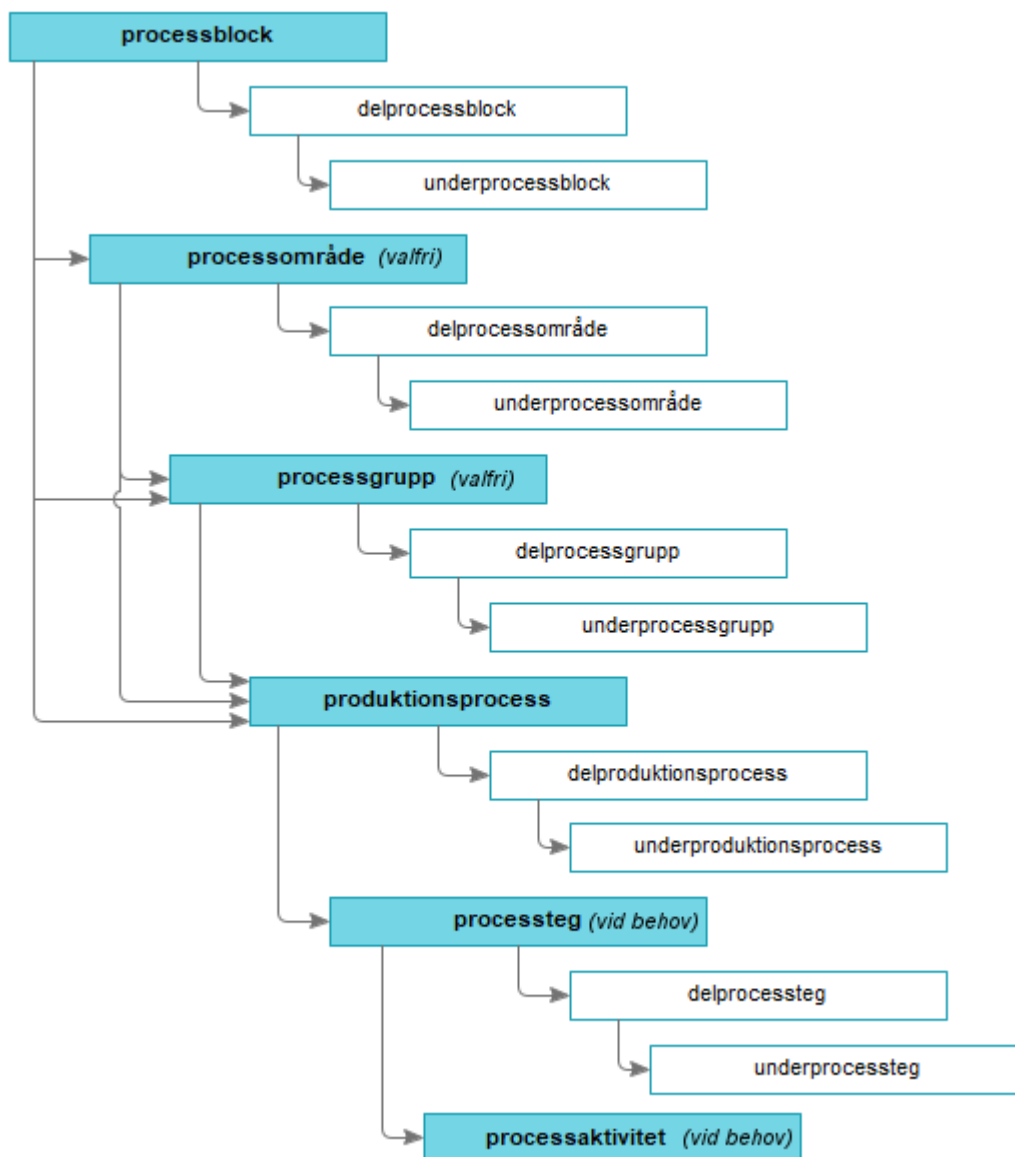 processblock
delprocessblock
underprocessblock
processområde (valfri)
delprocessområde
underprocessområde
processgrupp (valfri)
delprocessgrupp
underprocessgrupp
produktionsprocess
delproduktionsprocess
underproduktionsprocess
processteg (vid behov)
delprocessteg
underprocessteg
processaktivitet (vid behov)